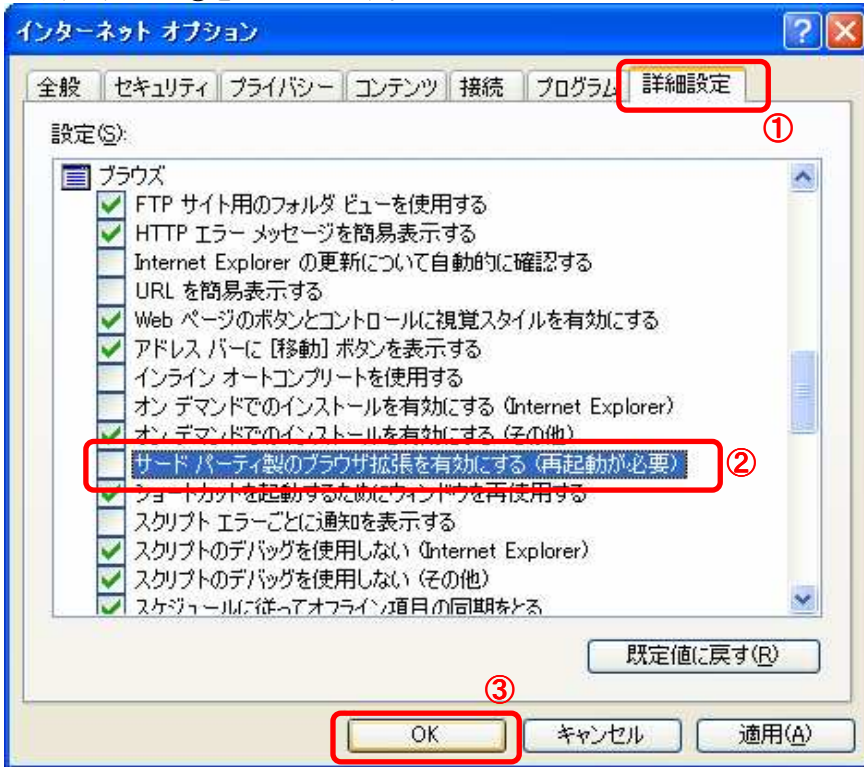 インターネット オプション
全般 セキュリティ プライバシー コンテンツ 接続 プログラム 詳細設定
①
設定(S):
ブラウズ
FTP サイト用のフォルダ ビューを使用する
HTTP エラー メッセージを簡易表示する
Internet Explorer の更新について自動的に確認する
URL を簡易表示する
Web ページのボタンとコントロールに視覚スタイルを有効にする
アドレス バーに [移動] ボタンを表示する
インライン オートコンプリートを使用する
オン デマンドでのインストールを有効にする (Internet Explorer)
オン デマンドでのインストールを有効にする (その他)
サード パーティ製のブラウザ拡張を有効にする (再起動が必要)
②
ショートカットを起動するためにウィンドウを再使用する
スクリプト エラーごとに通知を表示する
スクリプトのデバッグを使用しない (Internet Explorer)
スクリプトのデバッグを使用しない (その他)
スケジュールに従ってオフライン項目の同期をとる
既定値に戻す(R)
③
OK キャンセル 適用(A)